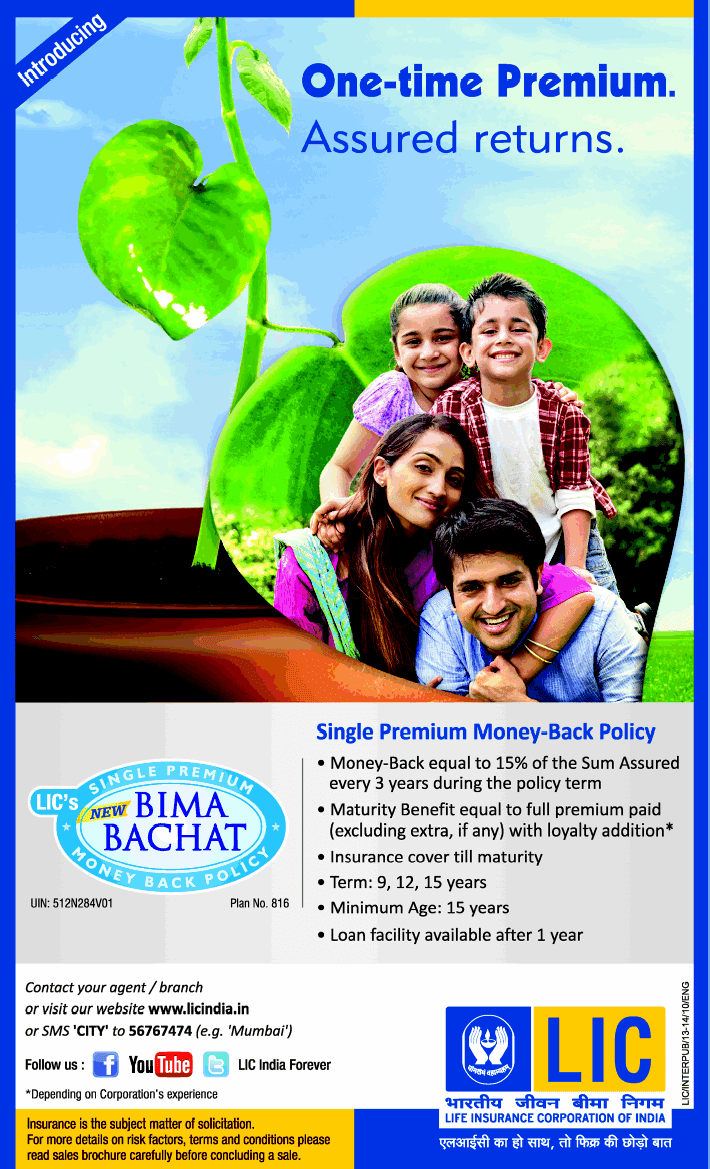 Introducing
One-time Premium.
Assured returns.
Single Premium Money-Back Policy
• Money-Back equal to 15% of the Sum Assured
every 3 years during the policy term
• Maturity Benefit equal to full premium paid
(excluding extra, if any) with loyalty addition*
• Insurance cover till maturity
• Term: 9, 12, 15 years
• Minimum Age: 15 years
• Loan facility available after 1 year
SINGLE PREMIUM
LIC's
NEW BIMA
BACHAT
MONEY BACK POLICY
UIN: 512N284V01 Plan No. 816
Contact your agent / branch
or visit our website www.licindia.in
or SMS 'CITY' to 56767474 (e.g. 'Mumbai')
Follow us : f YouTube t LIC India Forever
*Depending on Corporation's experience
Insurance is the subject matter of solicitation.
For more details on risk factors, terms and conditions please
read sales brochure carefully before concluding a sale.
LIC
भारतीय जीवन बीमा निगम
LIFE INSURANCE CORPORATION OF INDIA
एलआईसी का हो साथ, तो फिक्र की छोड़ो बात
LIC/INTERPUB/13-14/10/ENG